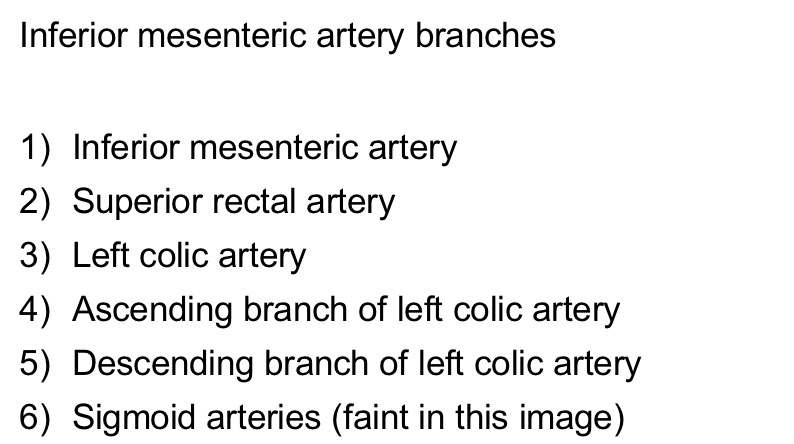 Inferior mesenteric artery branches
1) Inferior mesenteric artery
2) Superior rectal artery
3) Left colic artery
4) Ascending branch of left colic artery
5) Descending branch of left colic artery
6) Sigmoid arteries (faint in this image)